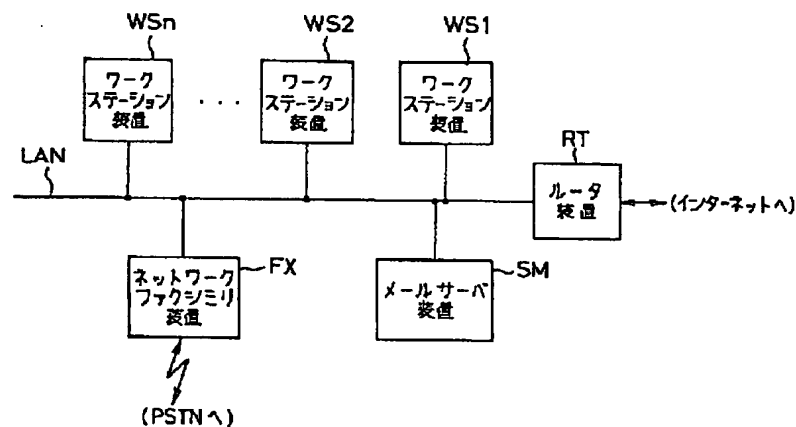 WSn
WS2
WS1
ワーク
ステーション
装置
. . .
ワーク
ステーション
装置
ワーク
ステーション
装置
LAN
RT
ルータ
装置
(インターネットへ)
ネットワーク
ファクシミリ
装置
FX
メールサーバ
装置
SM
(PSTNへ)